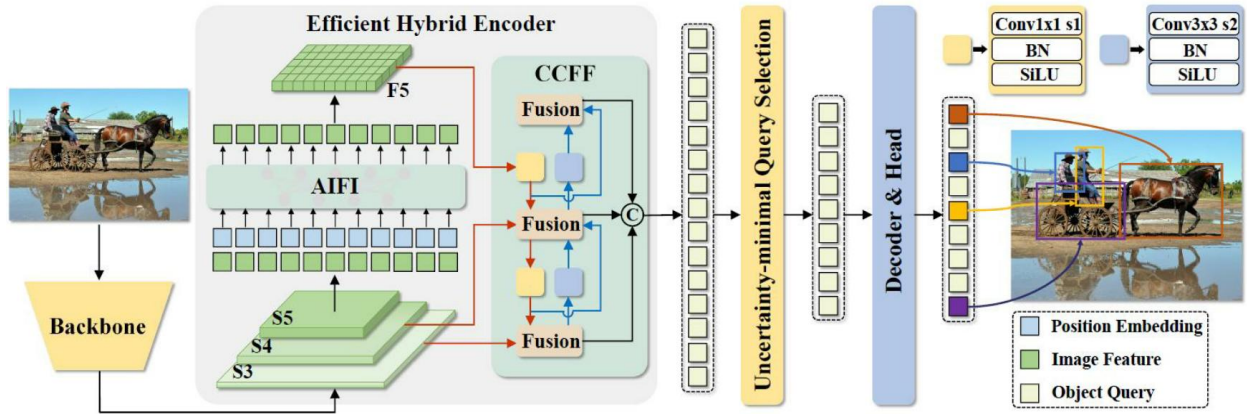 Efficient Hybrid Encoder
F5
CCFF
Fusion
AIFI
Fusion
C
Fusion
S5
S4
S3
Backbone
Uncertainty-minimal Query Selection
Decoder & Head
Conv1x1 s1
BN
SiLU
Conv3x3 s2
BN
SiLU
Position Embedding
Image Feature
Object Query